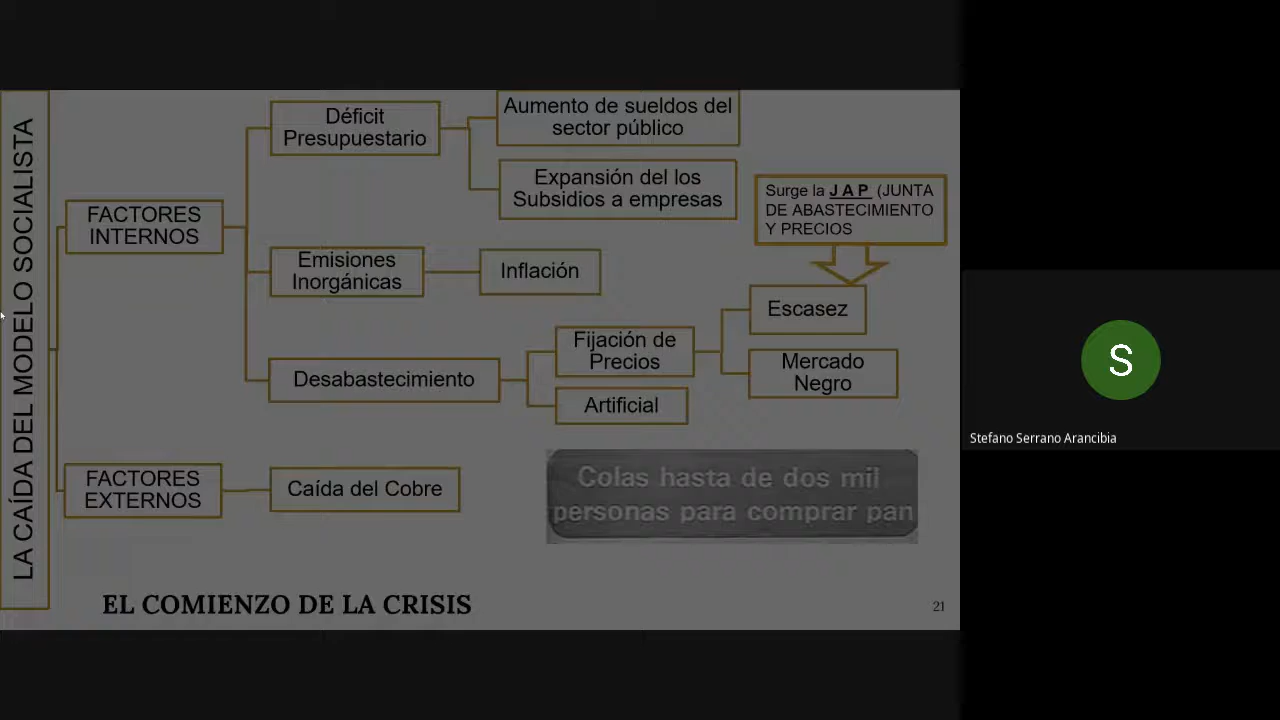 LA CAÍDA DEL MODELO SOCIALISTA
FACTORES
INTERNOS
Déficit
Presupuestario
Aumento de sueldos del
sector público
Expansión del los
Subsidios a empresas
Emisiones
Inorgánicas
Inflación
Desabastecimiento
Fijación de
Precios
Artificial
Surge la J A P (JUNTA
DE ABASTECIMIENTO
Y PRECIOS
Escasez
Mercado
Negro
FACTORES
EXTERNOS
Caída del Cobre
Colas hasta de dos mil
personas para comprar pan
EL COMIENZO DE LA CRISIS
21
S
Stefano Serrano Arancibia